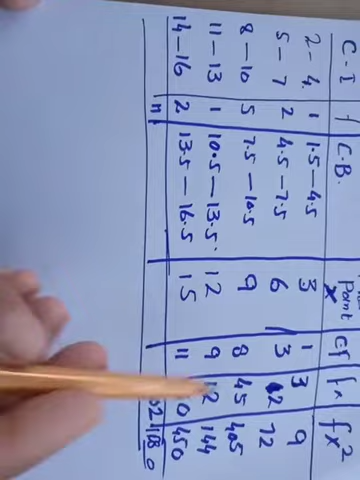 C-I f C.B. Point x Cf fx fx²
2-4 1 1.5-4.5 3 1 3 9
5-7 2 4.5-7.5 6 3 12 72
8-10 5 7.5-10.5 9 8 45 405
11-13 1 10.5-13.5 12 9 12 144
14-16 2 13.5-16.5 15 11 0 450
11